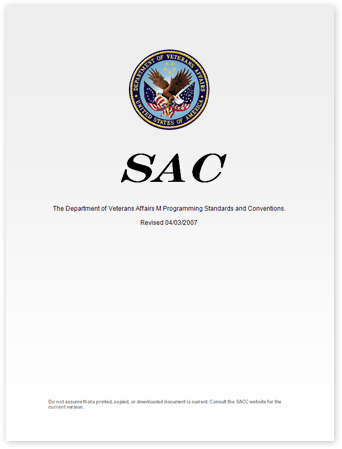 DEPARTMENT OF VETERANS AFFAIRS
UNITED STATES OF AMERICA
SAC
The Department of Veterans Affairs M Programming Standards and Conventions.
Revised 04/03/2007
Do not assume that a printed, copied, or downloaded document is current. Consult the SACC website for the
current version.